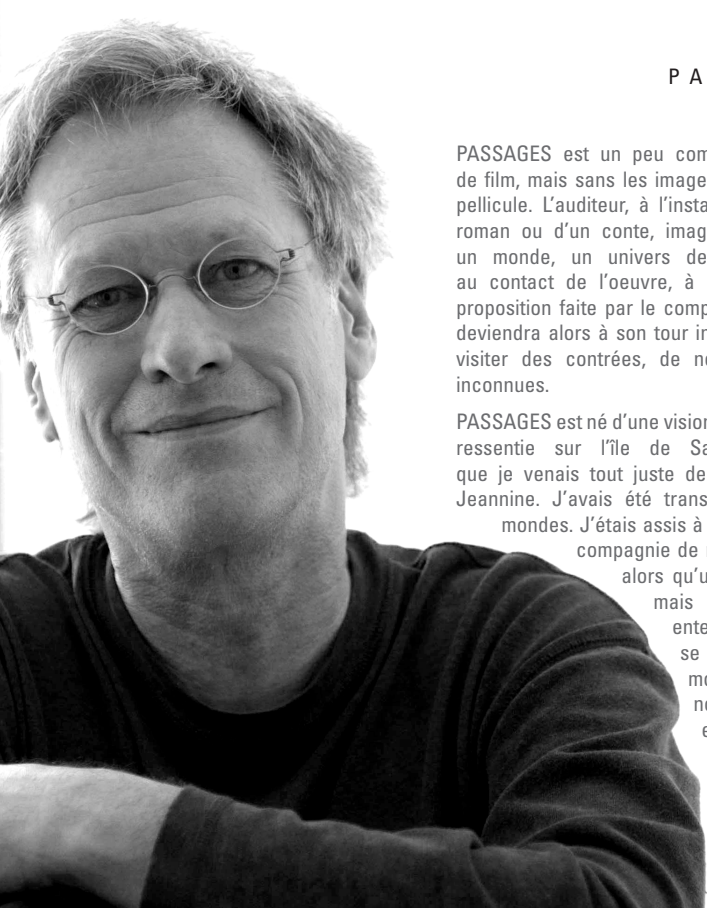 P A
PASSAGES est un peu com
de film, mais sans les image
pellicule. L’auditeur, à l’insta
roman ou d’un conte, imag
un monde, un univers de
au contact de l’oeuvre, à
proposition faite par le comp
deviendra alors à son tour in
visiter des contrées, de no
inconnues.
PASSAGES est né d’une vision
ressentie sur l’île de Sa
que je venais tout juste de
Jeannine. J’avais été trans
mondes. J’étais assis à
compagnie de
alors qu’u
mais
ente
se
mo
no
e